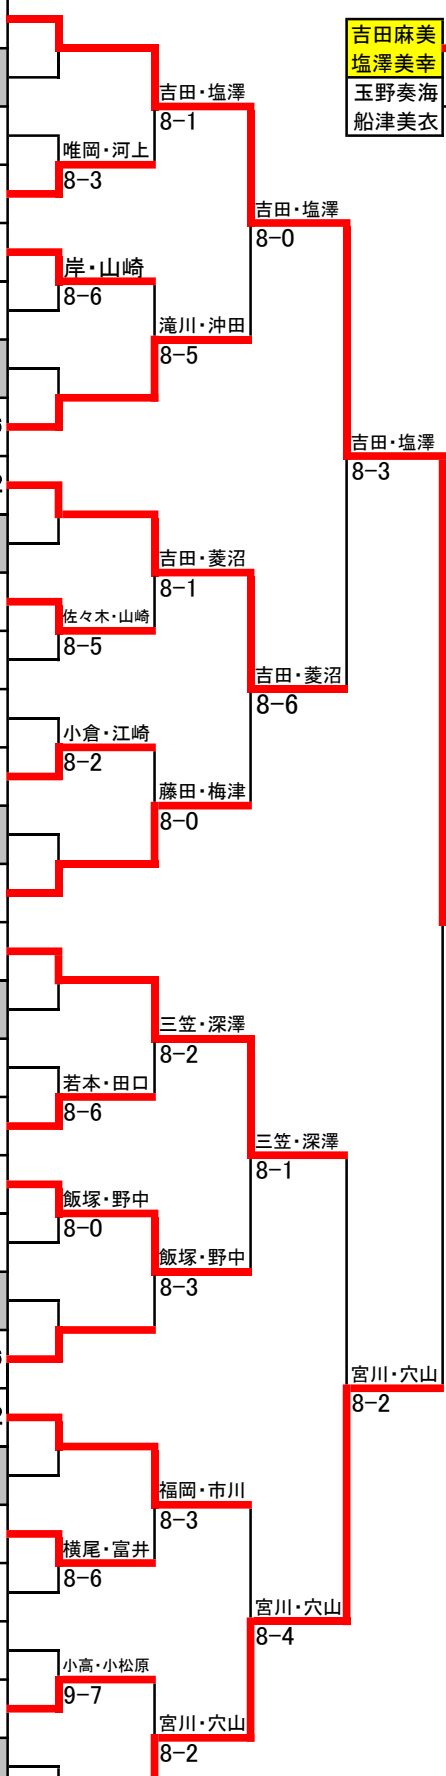 吉田麻美
塩澤美幸
玉野奏海
船津美衣
吉田・塩澤
8-1
唯岡・河上
8-3
吉田・塩澤
8-0
岸・山崎
8-6
滝川・沖田
8-5
吉田・塩澤
8-3
吉田・菱沼
8-1
佐々木・山崎
8-5
吉田・菱沼
8-6
小倉・江崎
8-2
藤田・梅津
8-0
三笠・深澤
8-2
若本・田口
8-6
三笠・深澤
8-1
飯塚・野中
8-0
飯塚・野中
8-3
宮川・穴山
8-2
福岡・市川
8-3
横尾・富井
8-6
宮川・穴山
8-4
小高・小松原
9-7
宮川・穴山
8-2